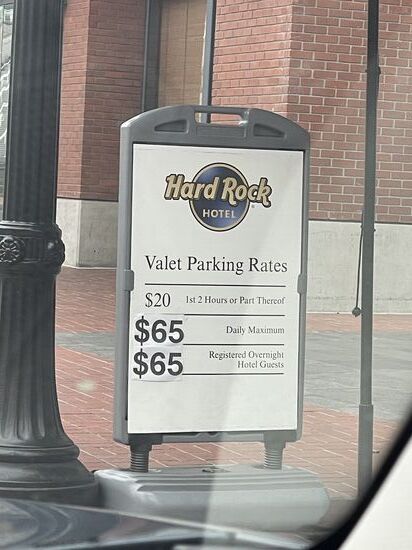 Hard Rock
HOTEL
Valet Parking Rates
$20 1st 2 Hours or Part Thereof
$65 Daily Maximum
$65 Registered Overnight
Hotel Guests